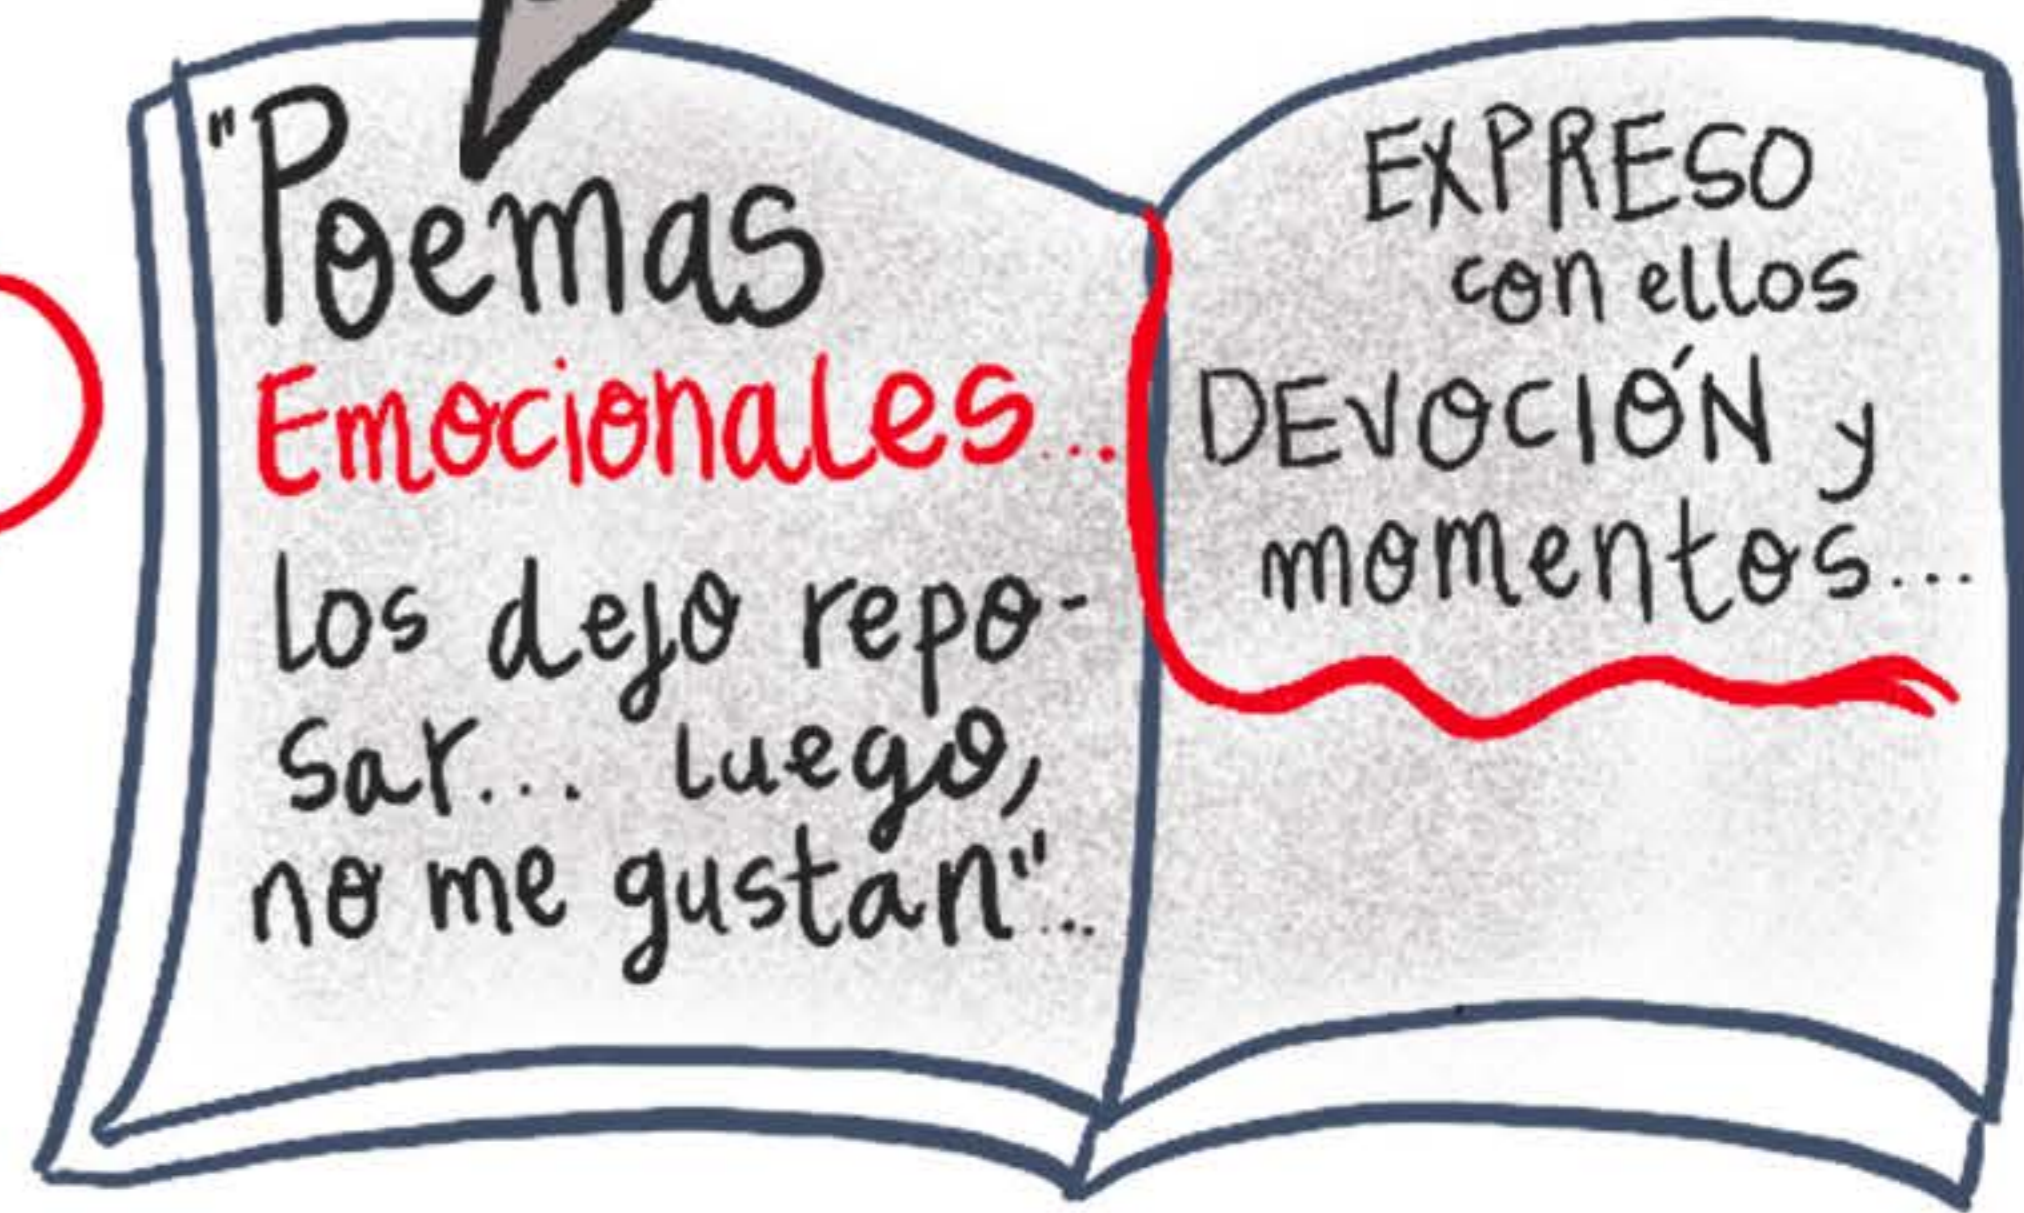 "Poemas
Emocionales...
Los dejo repo-
sar... luego,
no me gustan"...
EXPRESO
con ellos
DEVOCIÓN y
momentos...